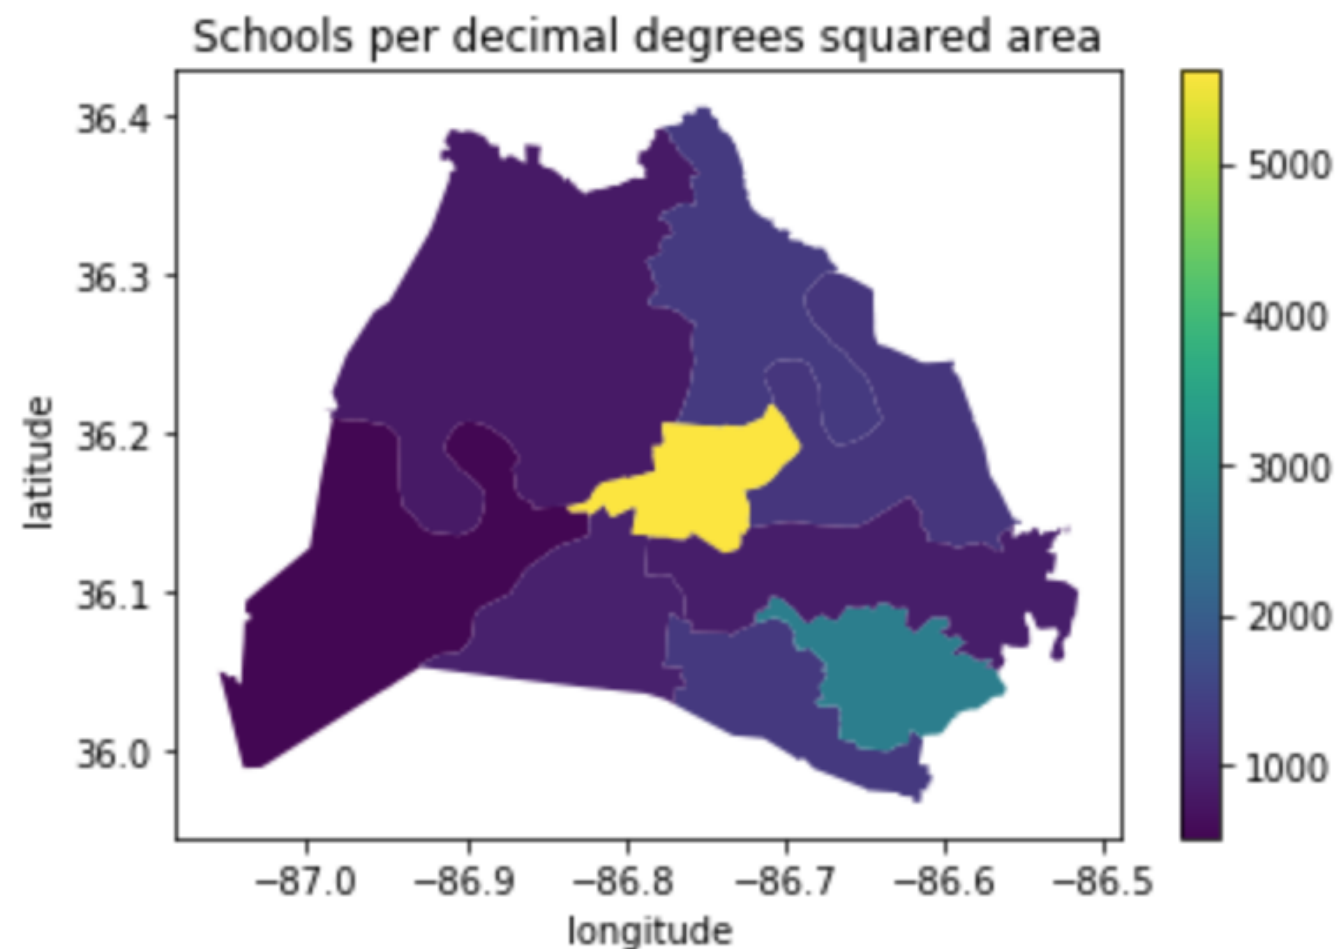 Schools per decimal degrees squared area
36.4
36.3
36.2
36.1
36.0
latitude
−87.0 −86.9 −86.8 −86.7 −86.6 −86.5
longitude
5000
4000
3000
2000
1000